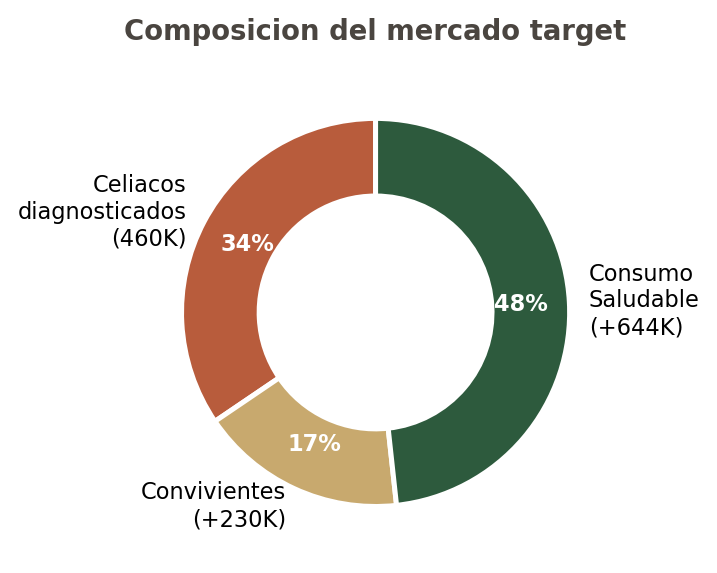 Composicion del mercado target
Celiacos
diagnosticados
(460K)
34%
48%
Consumo
Saludable
(+644K)
17%
Convivientes
(+230K)